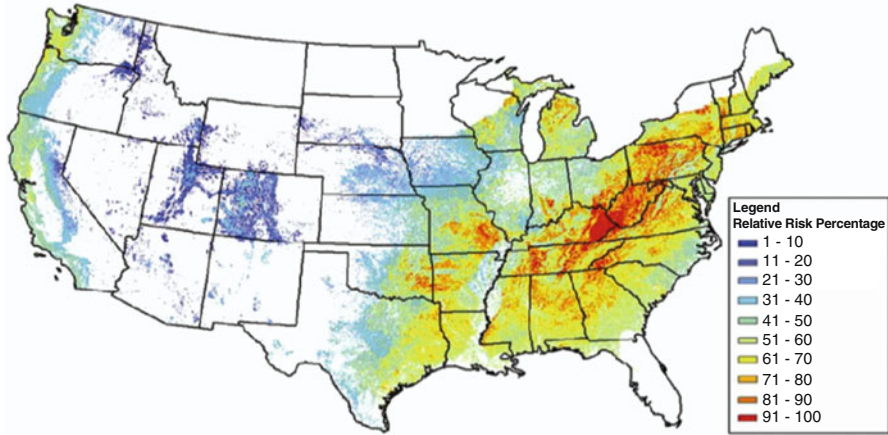 Legend
Relative Risk Percentage
1 - 10
11 - 20
21 - 30
31 - 40
41 - 50
51 - 60
61 - 70
71 - 80
81 - 90
91 - 100